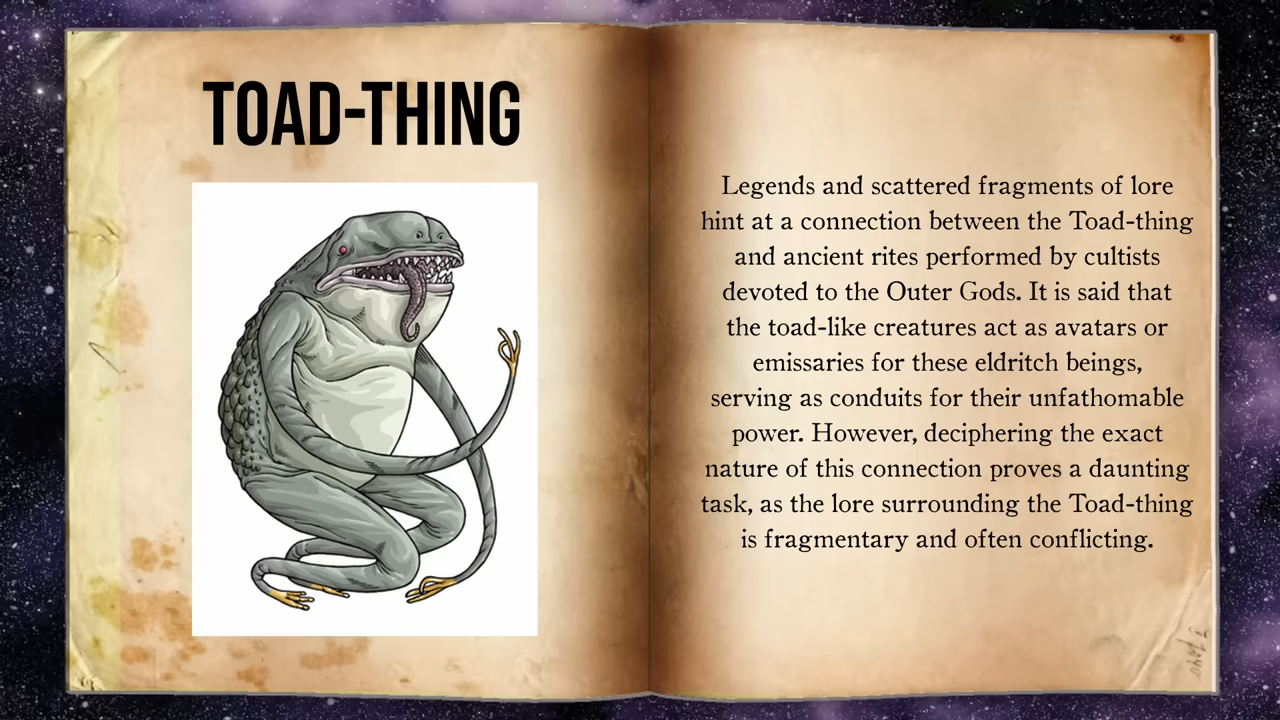 TOAD-THING
Legends and scattered fragments of lore
hint at a connection between the Toad-thing
and ancient rites performed by cultists
devoted to the Outer Gods. It is said that
the toad-like creatures act as avatars or
emissaries for these eldritch beings,
serving as conduits for their unfathomable
power. However, deciphering the exact
nature of this connection proves a daunting
task, as the lore surrounding the Toad-thing
is fragmentary and often conflicting.